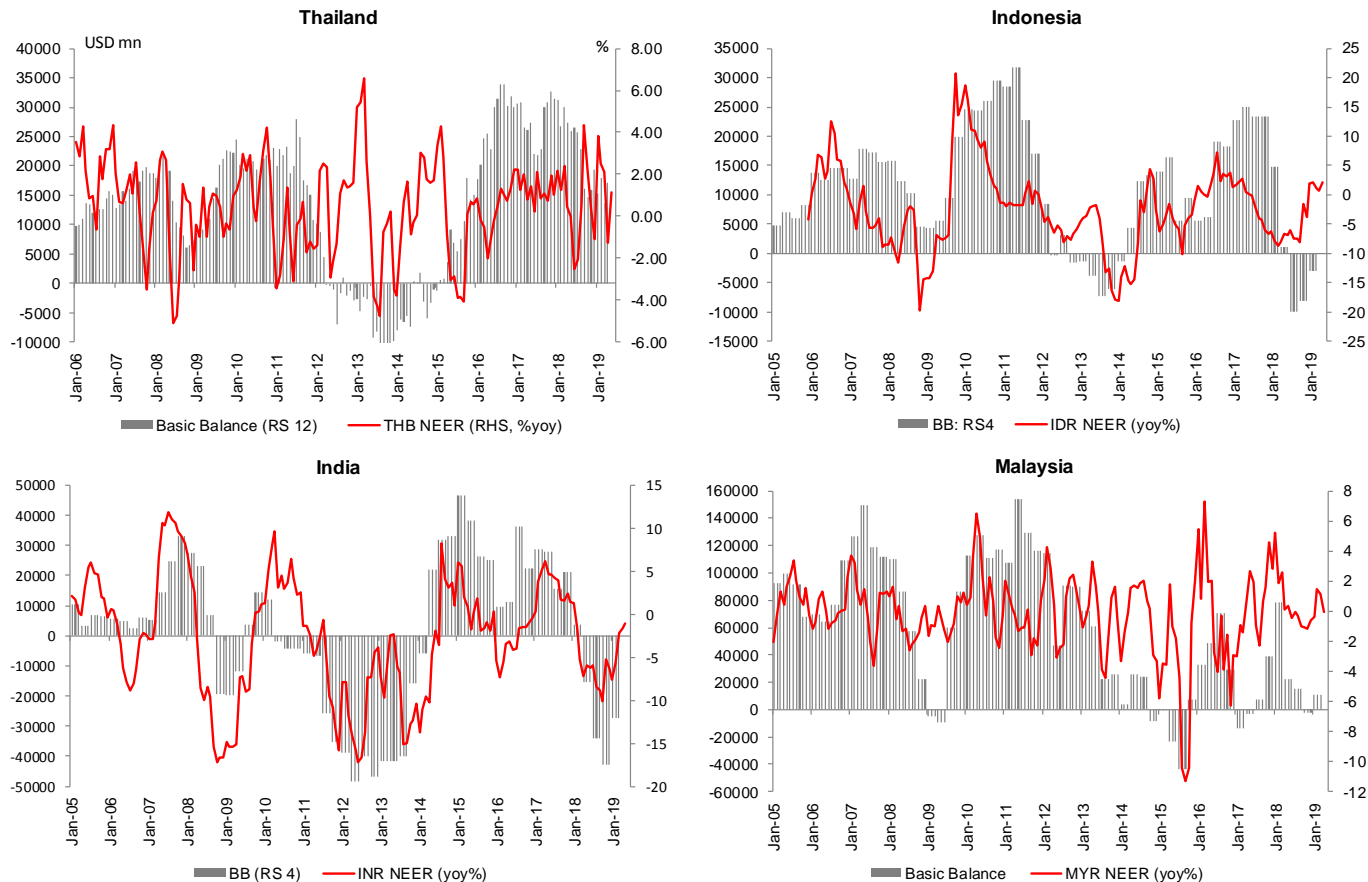 Thailand
USD mn
%
40000
35000
30000
25000
20000
15000
10000
5000
0
-5000
-10000
8.00
6.00
4.00
2.00
0.00
-2.00
-4.00
-6.00
Jan-06
Jan-07
Jan-08
Jan-09
Jan-10
Jan-11
Jan-12
Jan-13
Jan-14
Jan-15
Jan-16
Jan-17
Jan-18
Jan-19
Basic Balance (RS 12)
THB NEER (RHS, %yoy)
Indonesia
35000
30000
25000
20000
15000
10000
5000
0
-5000
-10000
-15000
25
20
15
10
5
0
-5
-10
-15
-20
-25
Jan-05
Jan-06
Jan-07
Jan-08
Jan-09
Jan-10
Jan-11
Jan-12
Jan-13
Jan-14
Jan-15
Jan-16
Jan-17
Jan-18
Jan-19
BB: RS4
IDR NEER (yoy%)
India
50000
40000
30000
20000
10000
0
-10000
-20000
-30000
-40000
-50000
15
10
5
0
-5
-10
-15
-20
Jan-05
Jan-06
Jan-07
Jan-08
Jan-09
Jan-10
Jan-11
Jan-12
Jan-13
Jan-14
Jan-15
Jan-16
Jan-17
Jan-18
Jan-19
BB (RS 4)
INR NEER (yoy%)
Malaysia
160000
140000
120000
100000
80000
60000
40000
20000
0
-20000
-40000
-60000
8
6
4
2
0
-2
-4
-6
-8
-10
-12
Jan-05
Jan-06
Jan-07
Jan-08
Jan-09
Jan-10
Jan-11
Jan-12
Jan-13
Jan-14
Jan-15
Jan-16
Jan-17
Jan-18
Jan-19
Basic Balance
MYR NEER (yoy%)